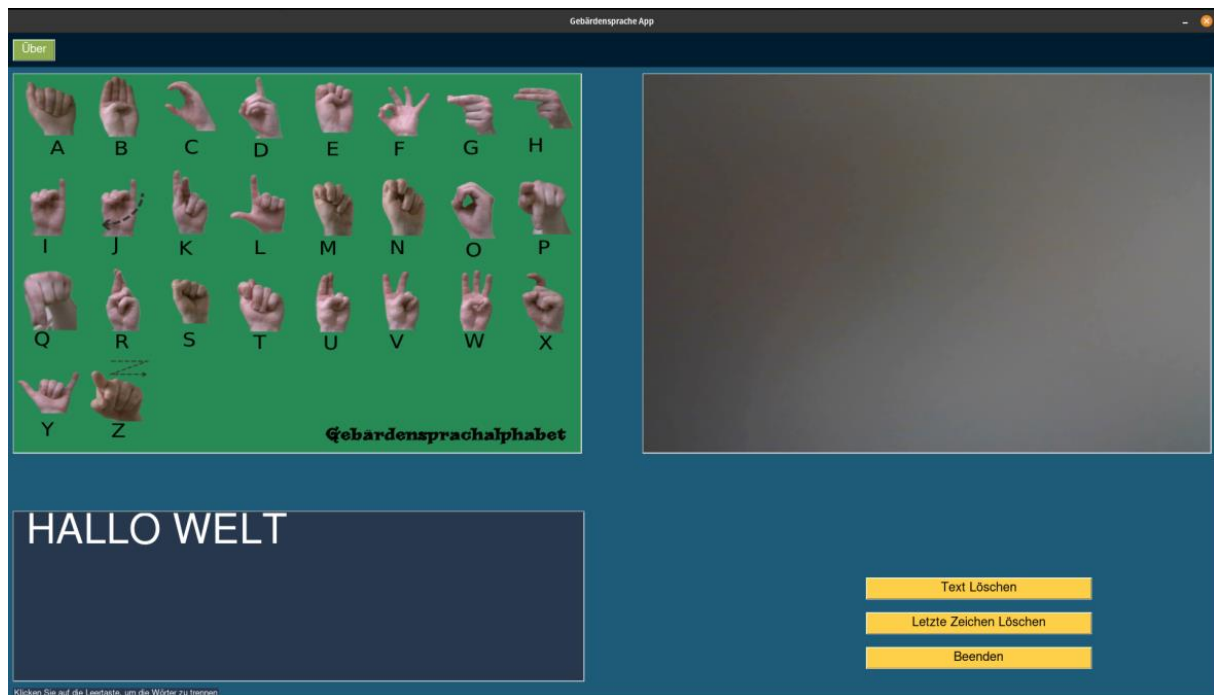 Gebärdensprache App
Über
A B C D E F G H
I J K L M N O P
Q R S T U V W X
Y Z
Gebärdensprachalphabet
HALLO WELT
Text Löschen
Letzte Zeichen Löschen
Beenden
Klicken Sie auf die Leertaste, um die Wörter zu trennen